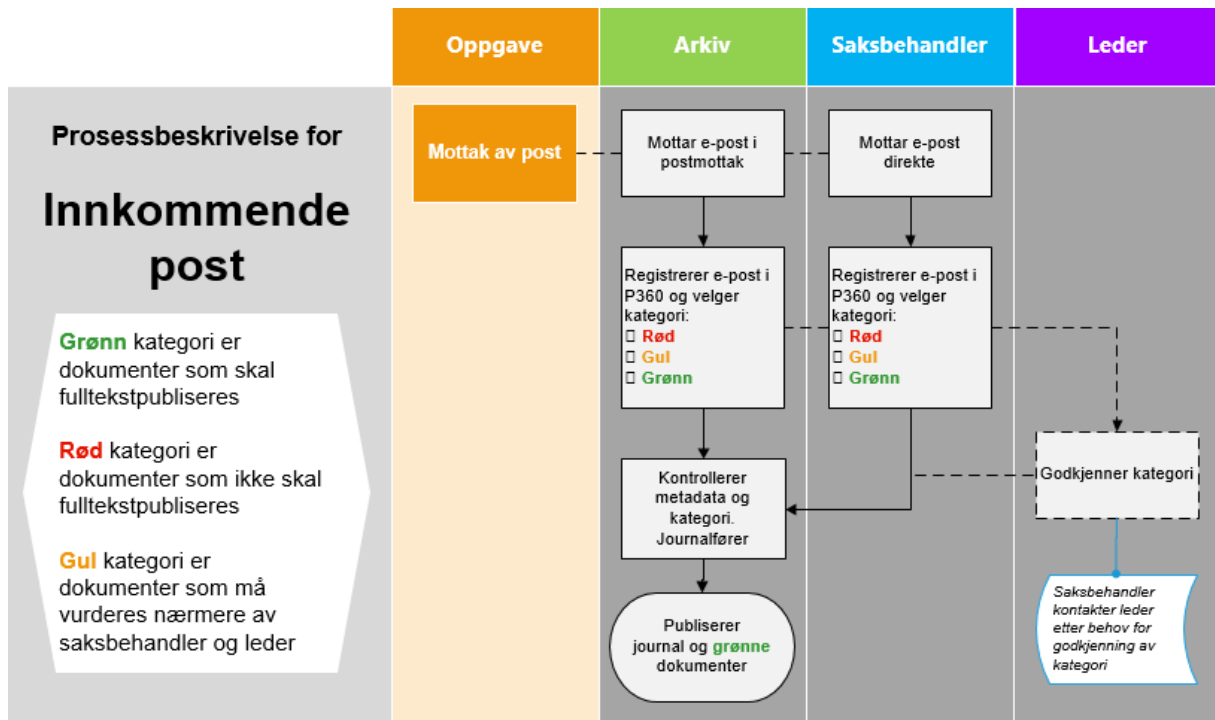 Oppgave
Arkiv
Saksbehandler
Leder
Prosessbeskrivelse for
Innkommende
post
Grønn kategori er
dokumenter som skal
fulltekstpubliseres
Rød kategori er
dokumenter som ikke skal
fulltekstpubliseres
Gul kategori er
dokumenter som må
vurderes nærmere av
saksbehandler og leder
Mottak av post
Mottar e-post i
postmottak
Mottar e-post
direkte
Registrerer e-post i
P360 og velger
kategori:
☐ Rød
☐ Gul
☐ Grønn
Registrerer e-post i
P360 og velger
kategori:
☐ Rød
☐ Gul
☐ Grønn
Godkjenner kategori
Kontrollerer
metadata og
kategori.
Journalfører
Publiserer
journal og grønne
dokumenter
Saksbehandler
kontakter leder
etter behov for
godkjenning av
kategori